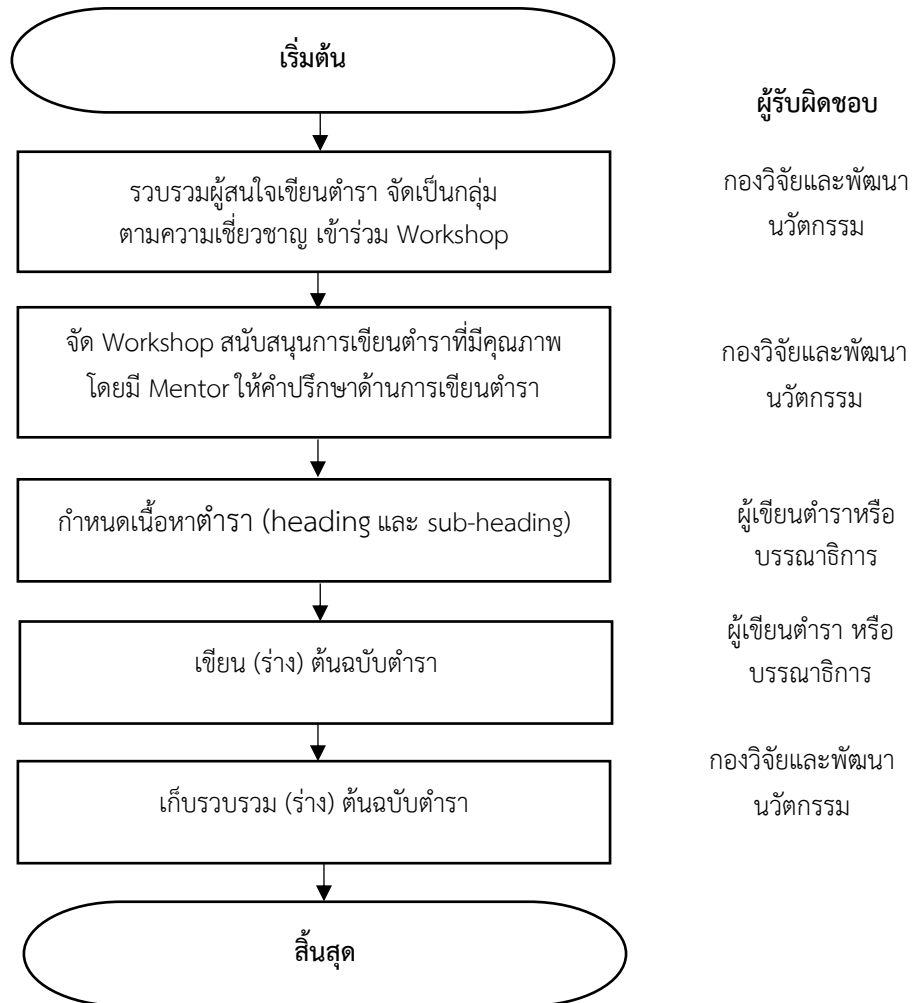 เริ่มต้น
ผู้รับผิดชอบ
รวบรวมผู้สนใจเขียนตำรา จัดเป็นกลุ่ม
ตามความเชี่ยวชาญ เข้าร่วม Workshop
กองวิจัยและพัฒนา
นวัตกรรม
จัด Workshop สนับสนุนการเขียนตำราที่มีคุณภาพ
โดยมี Mentor ให้คำปรึกษาด้านการเขียนตำรา
กองวิจัยและพัฒนา
นวัตกรรม
กำหนดเนื้อหาตำรา (heading และ sub-heading)
ผู้เขียนตำราหรือ
บรรณาธิการ
เขียน (ร่าง) ต้นฉบับตำรา
ผู้เขียนตำรา หรือ
บรรณาธิการ
เก็บรวบรวม (ร่าง) ต้นฉบับตำรา
กองวิจัยและพัฒนา
นวัตกรรม
สิ้นสุด